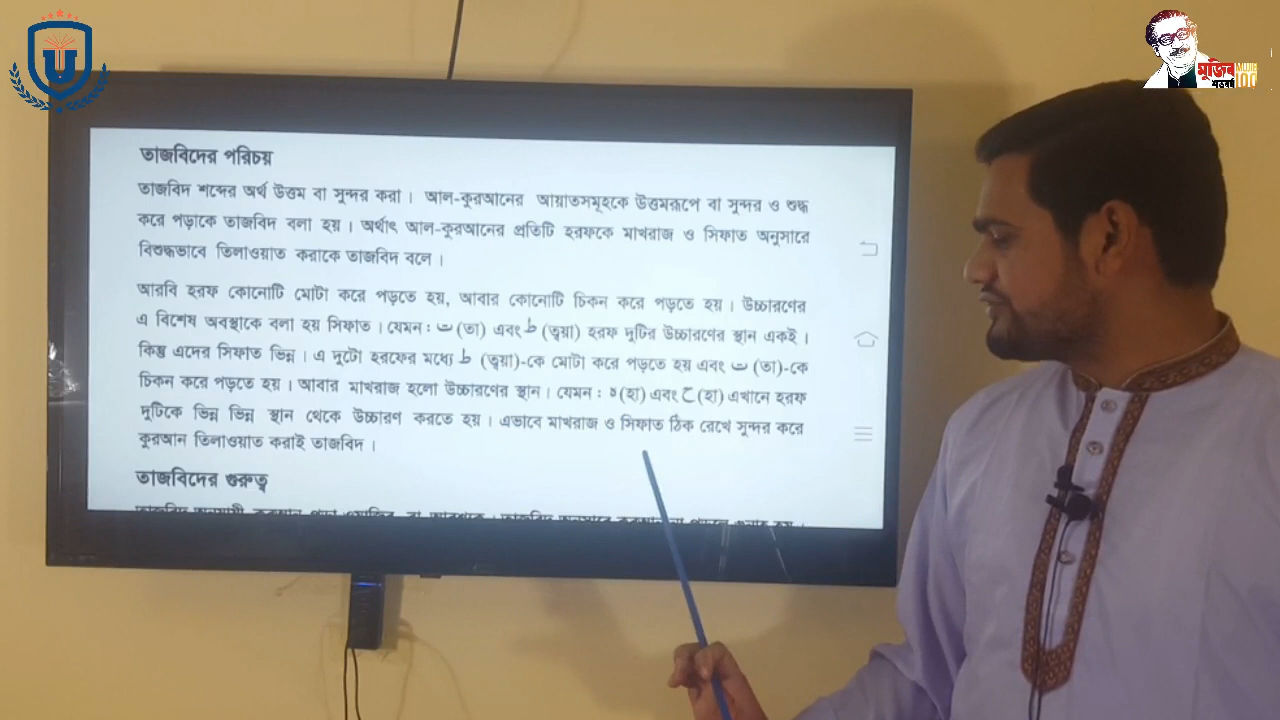 তাজবিদের পরিচয়
তাজবিদ শব্দের অর্থ উত্তম বা সুন্দর করা। আল-কুরআনের আয়াতসমূহকে উত্তমরূপে বা সুন্দর ও শুদ্ধ
করে পড়াকে তাজবিদ বলা হয়। অর্থাৎ আল-কুরআনের প্রতিটি হরফকে মাখরাজ ও সিফাত অনুসারে
বিশুদ্ধভাবে তিলাওয়াত করাকে তাজবিদ বলে।
আরবি হরফ কোনোটি মোটা করে পড়তে হয়, আবার কোনোটি চিকন করে পড়তে হয়। উচ্চারণের
এ বিশেষ অবস্থাকে বলা হয় সিফাত। যেমন: ت (তা) এবং ط (ত্বয়া) হরফ দুটির উচ্চারণের স্থান একই।
কিন্তু এদের সিফাত ভিন্ন। এ দুটো হরফের মধ্যে ط (ত্বয়া)-কে মোটা করে পড়তে হয় এবং ت (তা)-কে
চিকন করে পড়তে হয়। আবার মাখরাজ হলো উচ্চারণের স্থান। যেমন: ه(হা) এবং ح(হা) এখানে হরফ
দুটিকে ভিন্ন ভিন্ন স্থান থেকে উচ্চারণ করতে হয়। এভাবে মাখরাজ ও সিফাত ঠিক রেখে সুন্দর করে
কুরআন তিলাওয়াত করাই তাজবিদ।
তাজবিদের গুরুত্ব
U
মুজিব
শতবর্ষ
100